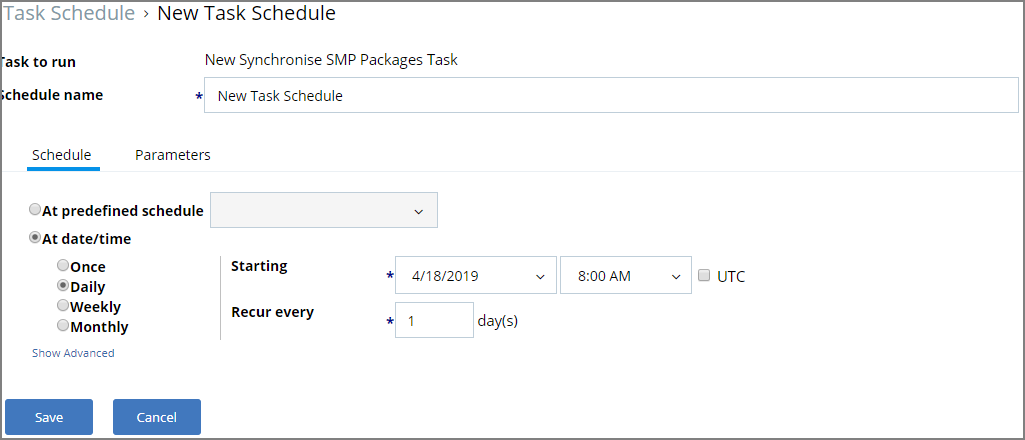 Task Schedule › New Task Schedule
Task to run New Synchronise SMP Packages Task
Schedule name * New Task Schedule
Schedule Parameters
At predefined schedule
At date/time
Once
Daily
Weekly
Monthly
Starting * 4/18/2019 8:00 AM UTC
Recur every * 1 day(s)
Show Advanced
Save Cancel